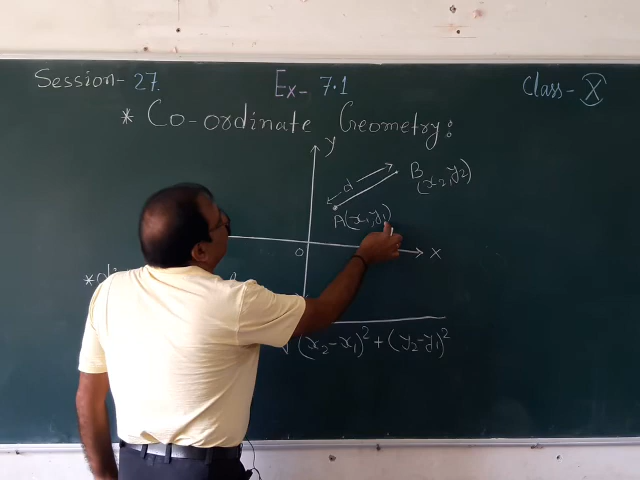 Session- 27.
Ex- 7.1
Class- X
* Co-ordinate Geometry:
y
d
B
(x2,y2)
A(x1,y1)
0
x
√(x2-x1)² + (y2-y1)²